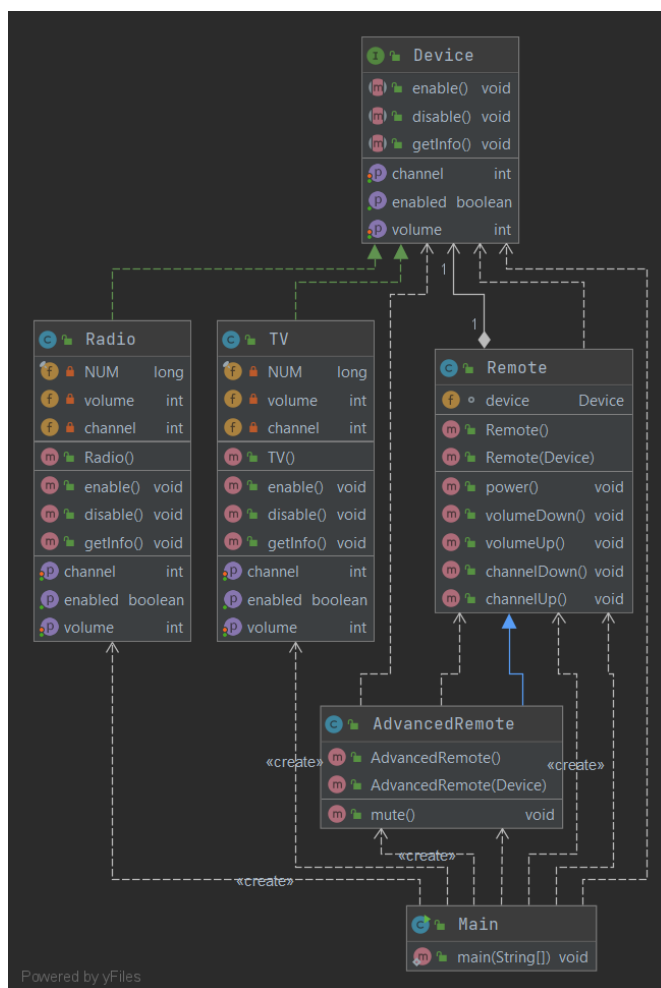 Device
enable() void
disable() void
getInfo() void
channel int
enabled boolean
volume int
1
1
Radio
NUM long
volume int
channel int
Radio()
enable() void
disable() void
getInfo() void
channel int
enabled boolean
volume int
TV
NUM long
volume int
channel int
TV()
enable() void
disable() void
getInfo() void
channel int
enabled boolean
volume int
Remote
device Device
Remote()
Remote(Device)
power() void
volumeDown() void
volumeUp() void
channelDown() void
channelUp() void
AdvancedRemote
AdvancedRemote()
AdvancedRemote(Device)
mute() void
«create»
«create»
«create»
«create»
Main
main(String[]) void
Powered by yFiles